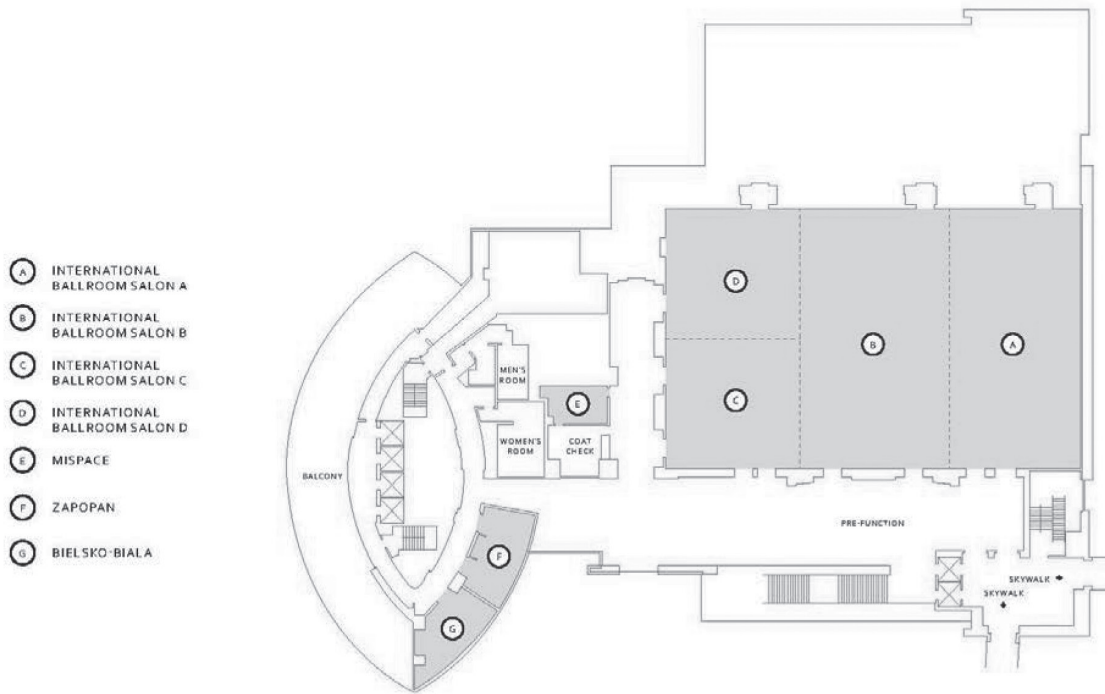 A
INTERNATIONAL
BALLROOM SALON A
B
INTERNATIONAL
BALLROOM SALON B
C
INTERNATIONAL
BALLROOM SALON C
D
INTERNATIONAL
BALLROOM SALON D
E
MISPACE
F
ZAPOPAN
G
BIELSKO-BIALA
D
B
A
C
MEN'S
ROOM
E
WOMEN'S
ROOM
COAT
CHECK
BALCONY
F
G
PRE-FUNCTION
SKYWALK
SKYWALK